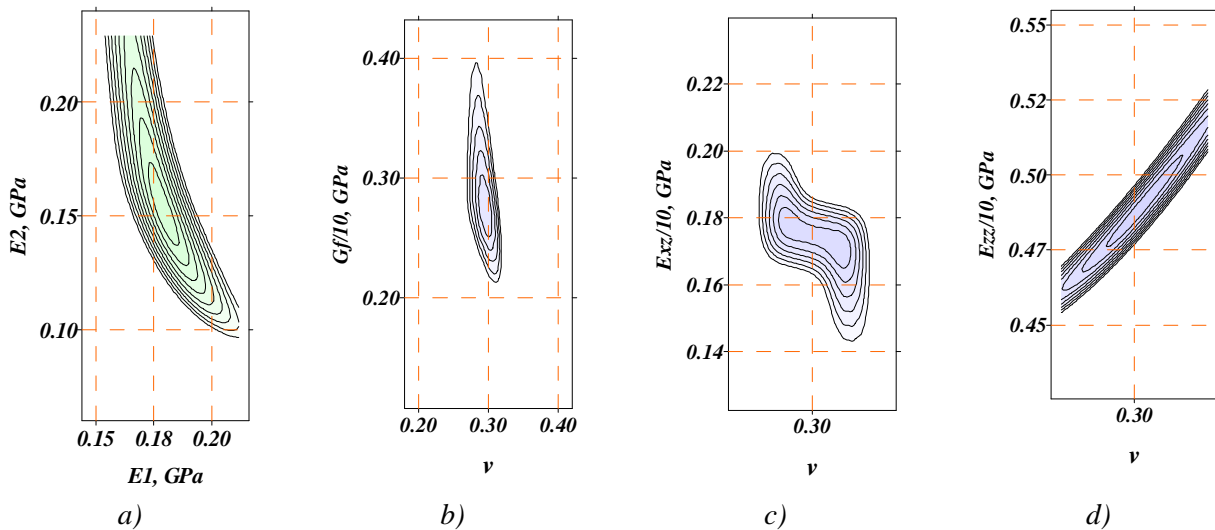 E2, GPa
0.20
0.15
0.10
0.15 0.18 0.20
E1, GPa
a)
Gf/10, GPa
0.40
0.30
0.20
0.20 0.30 0.40
v
b)
Exz/10, GPa
0.22
0.20
0.18
0.16
0.14
0.30
v
c)
Ezz/10, GPa
0.55
0.52
0.50
0.47
0.45
0.30
v
d)